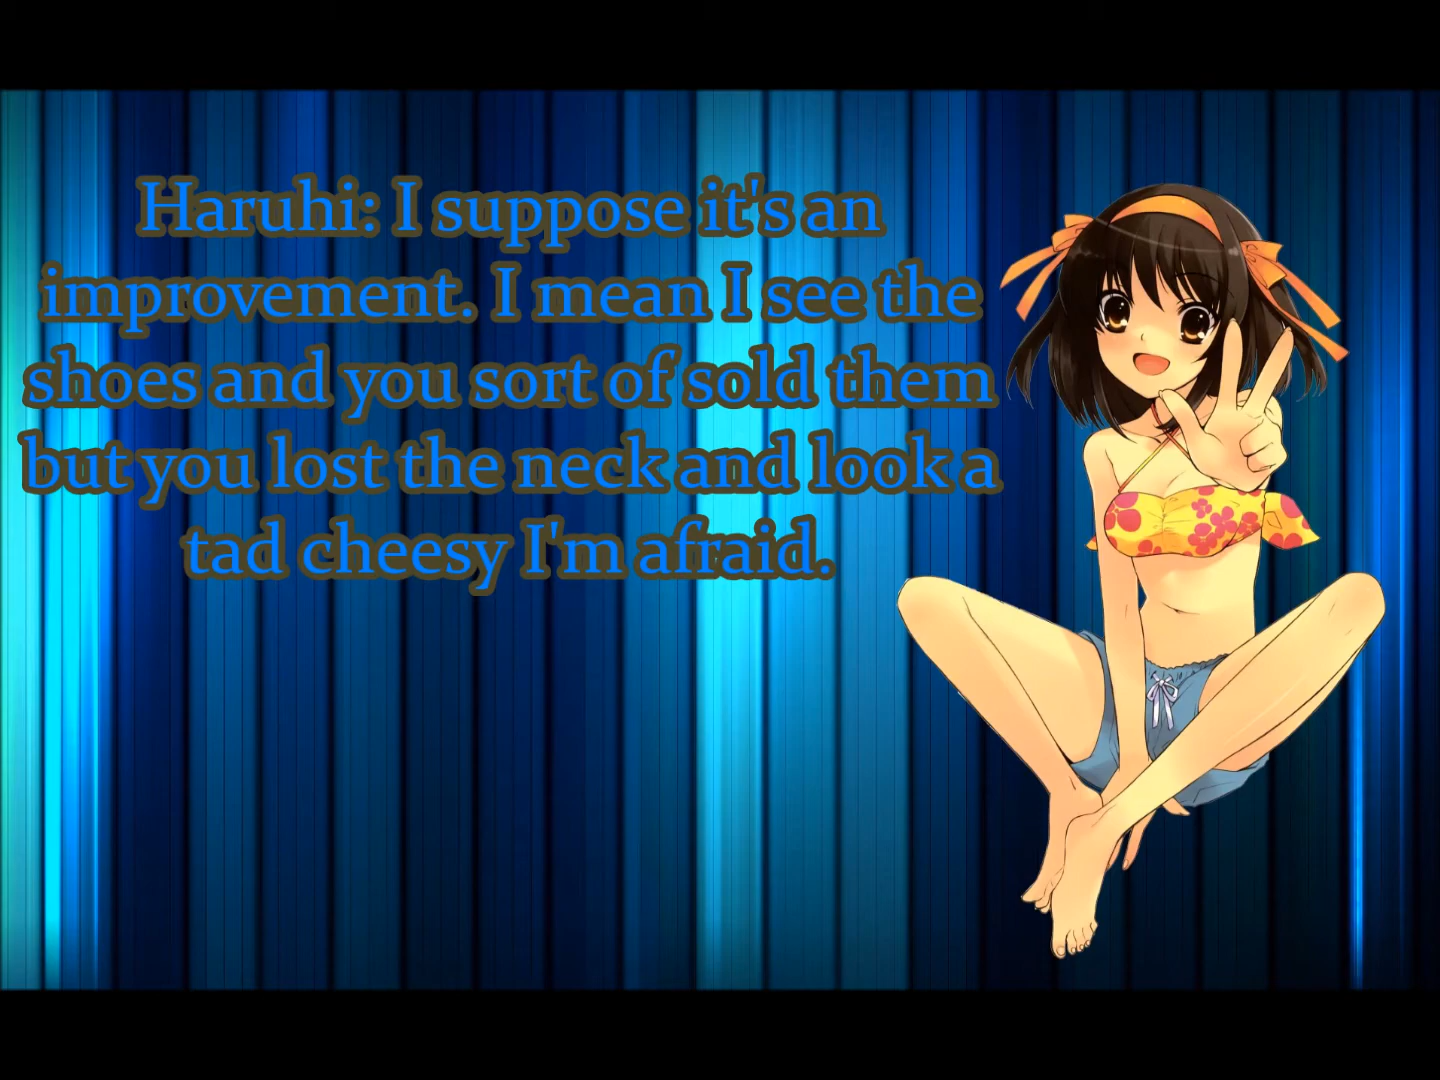 Haruhi: I suppose it's an
improvement. I mean I see the
shoes and you sort of sold them
but you lost the neck and look a
tad cheesy I'm afraid.